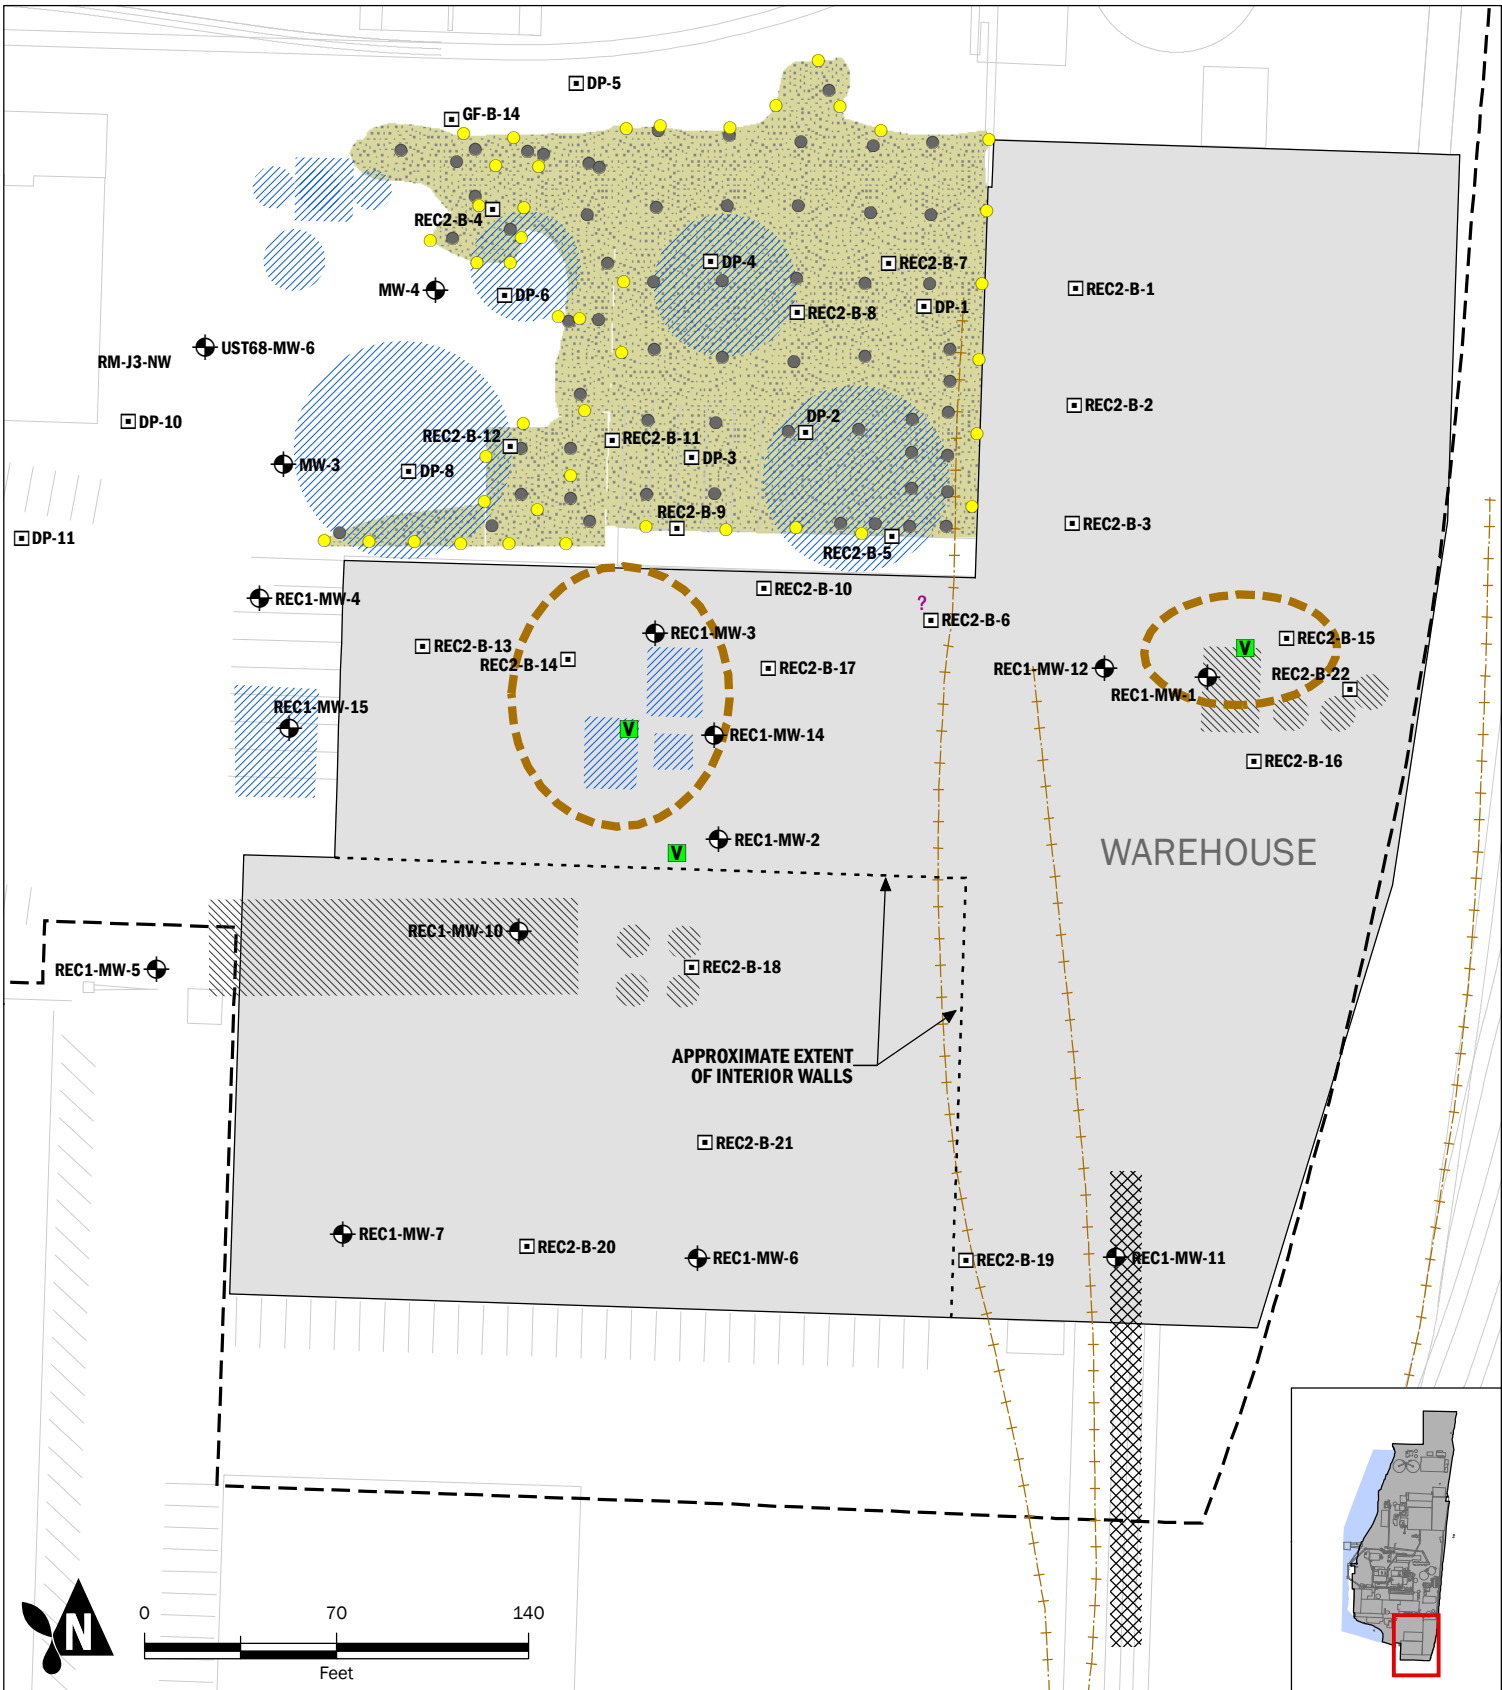 DP-5
GF-B-14
REC2-B-4
DP-4
REC2-B-7
MW-4
DP-6
REC2-B-1
DP-1
REC2-B-8
UST68-MW-6
RM-J3-NW
REC2-B-2
DP-10
DP-2
REC2-B-12
REC2-B-11
DP-3
MW-3
DP-8
REC2-B-9
REC2-B-3
DP-11
REC2-B-5
REC2-B-10
REC1-MW-4
?
REC2-B-6
REC1-MW-3
REC2-B-15
REC2-B-13
V
REC2-B-14
REC2-B-17
REC1-MW-12
REC2-B-22
REC1-MW-1
REC1-MW-15
V
REC1-MW-14
REC2-B-16
REC1-MW-2
V
WAREHOUSE
REC1-MW-10
REC1-MW-5
REC2-B-18
APPROXIMATE EXTENT
OF INTERIOR WALLS
REC2-B-21
REC1-MW-7
REC2-B-20
REC1-MW-6
REC2-B-19
REC1-MW-11
N
0 70 140
Feet